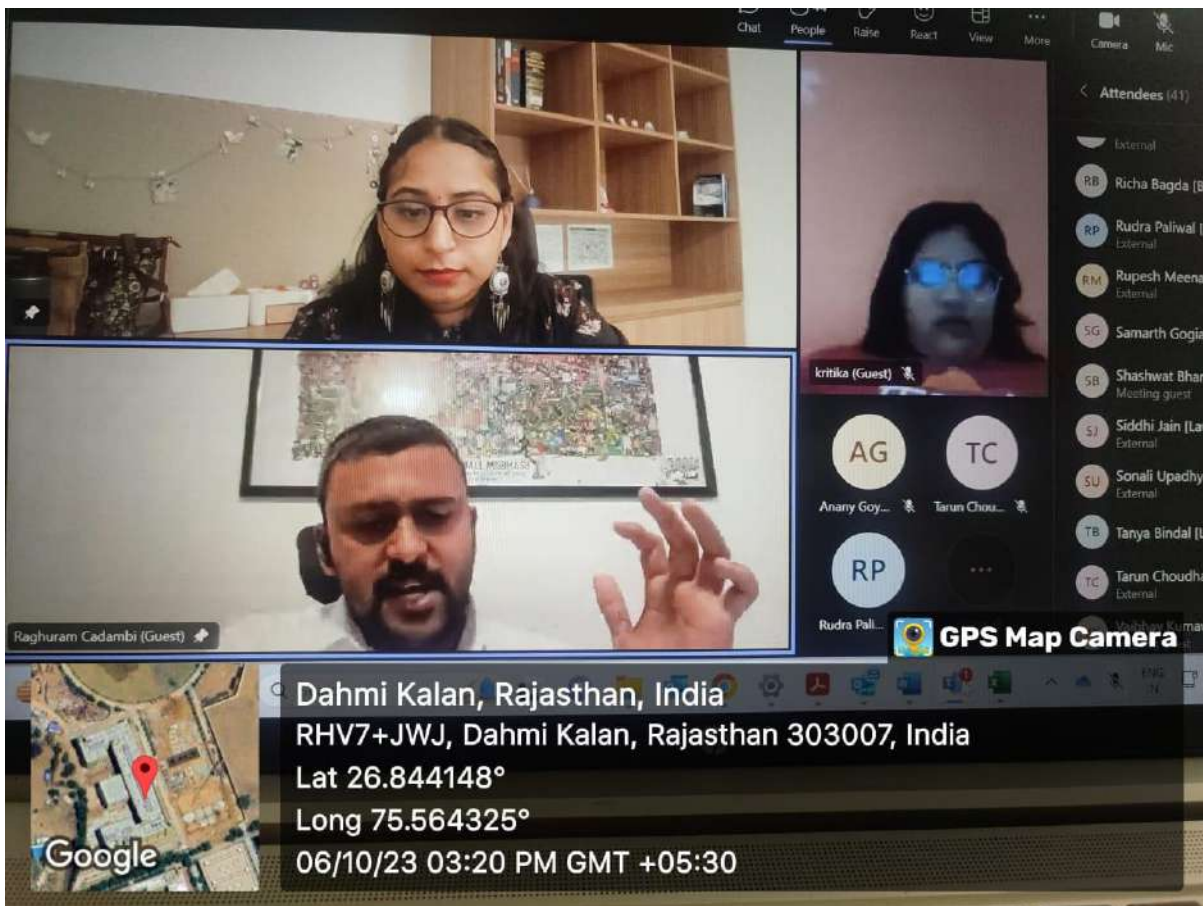 Chat
People
Raise
React
View
More
Camera
Mic
Attendees (41)
External
RB
Richa Bagda [B
RP
Rudra Paliwal [
External
RM
Rupesh Meena
External
SG
Samarth Gogia
SB
Shashwat Bhar
Meeting guest
SJ
Siddhi Jain [La
External
SU
Sonali Upadhy
External
TB
Tanya Bindal [L
TC
Tarun Choudha
External
kritika (Guest)
AG
TC
Anany Goy...
Tarun Chou...
RP
...
Rudra Pali...
Raghuram Cadambi (Guest)
GPS Map Camera
ENG
IN
Dahmi Kalan, Rajasthan, India
RHV7+JWJ, Dahmi Kalan, Rajasthan 303007, India
Lat 26.844148°
Long 75.564325°
06/10/23 03:20 PM GMT +05:30
Google